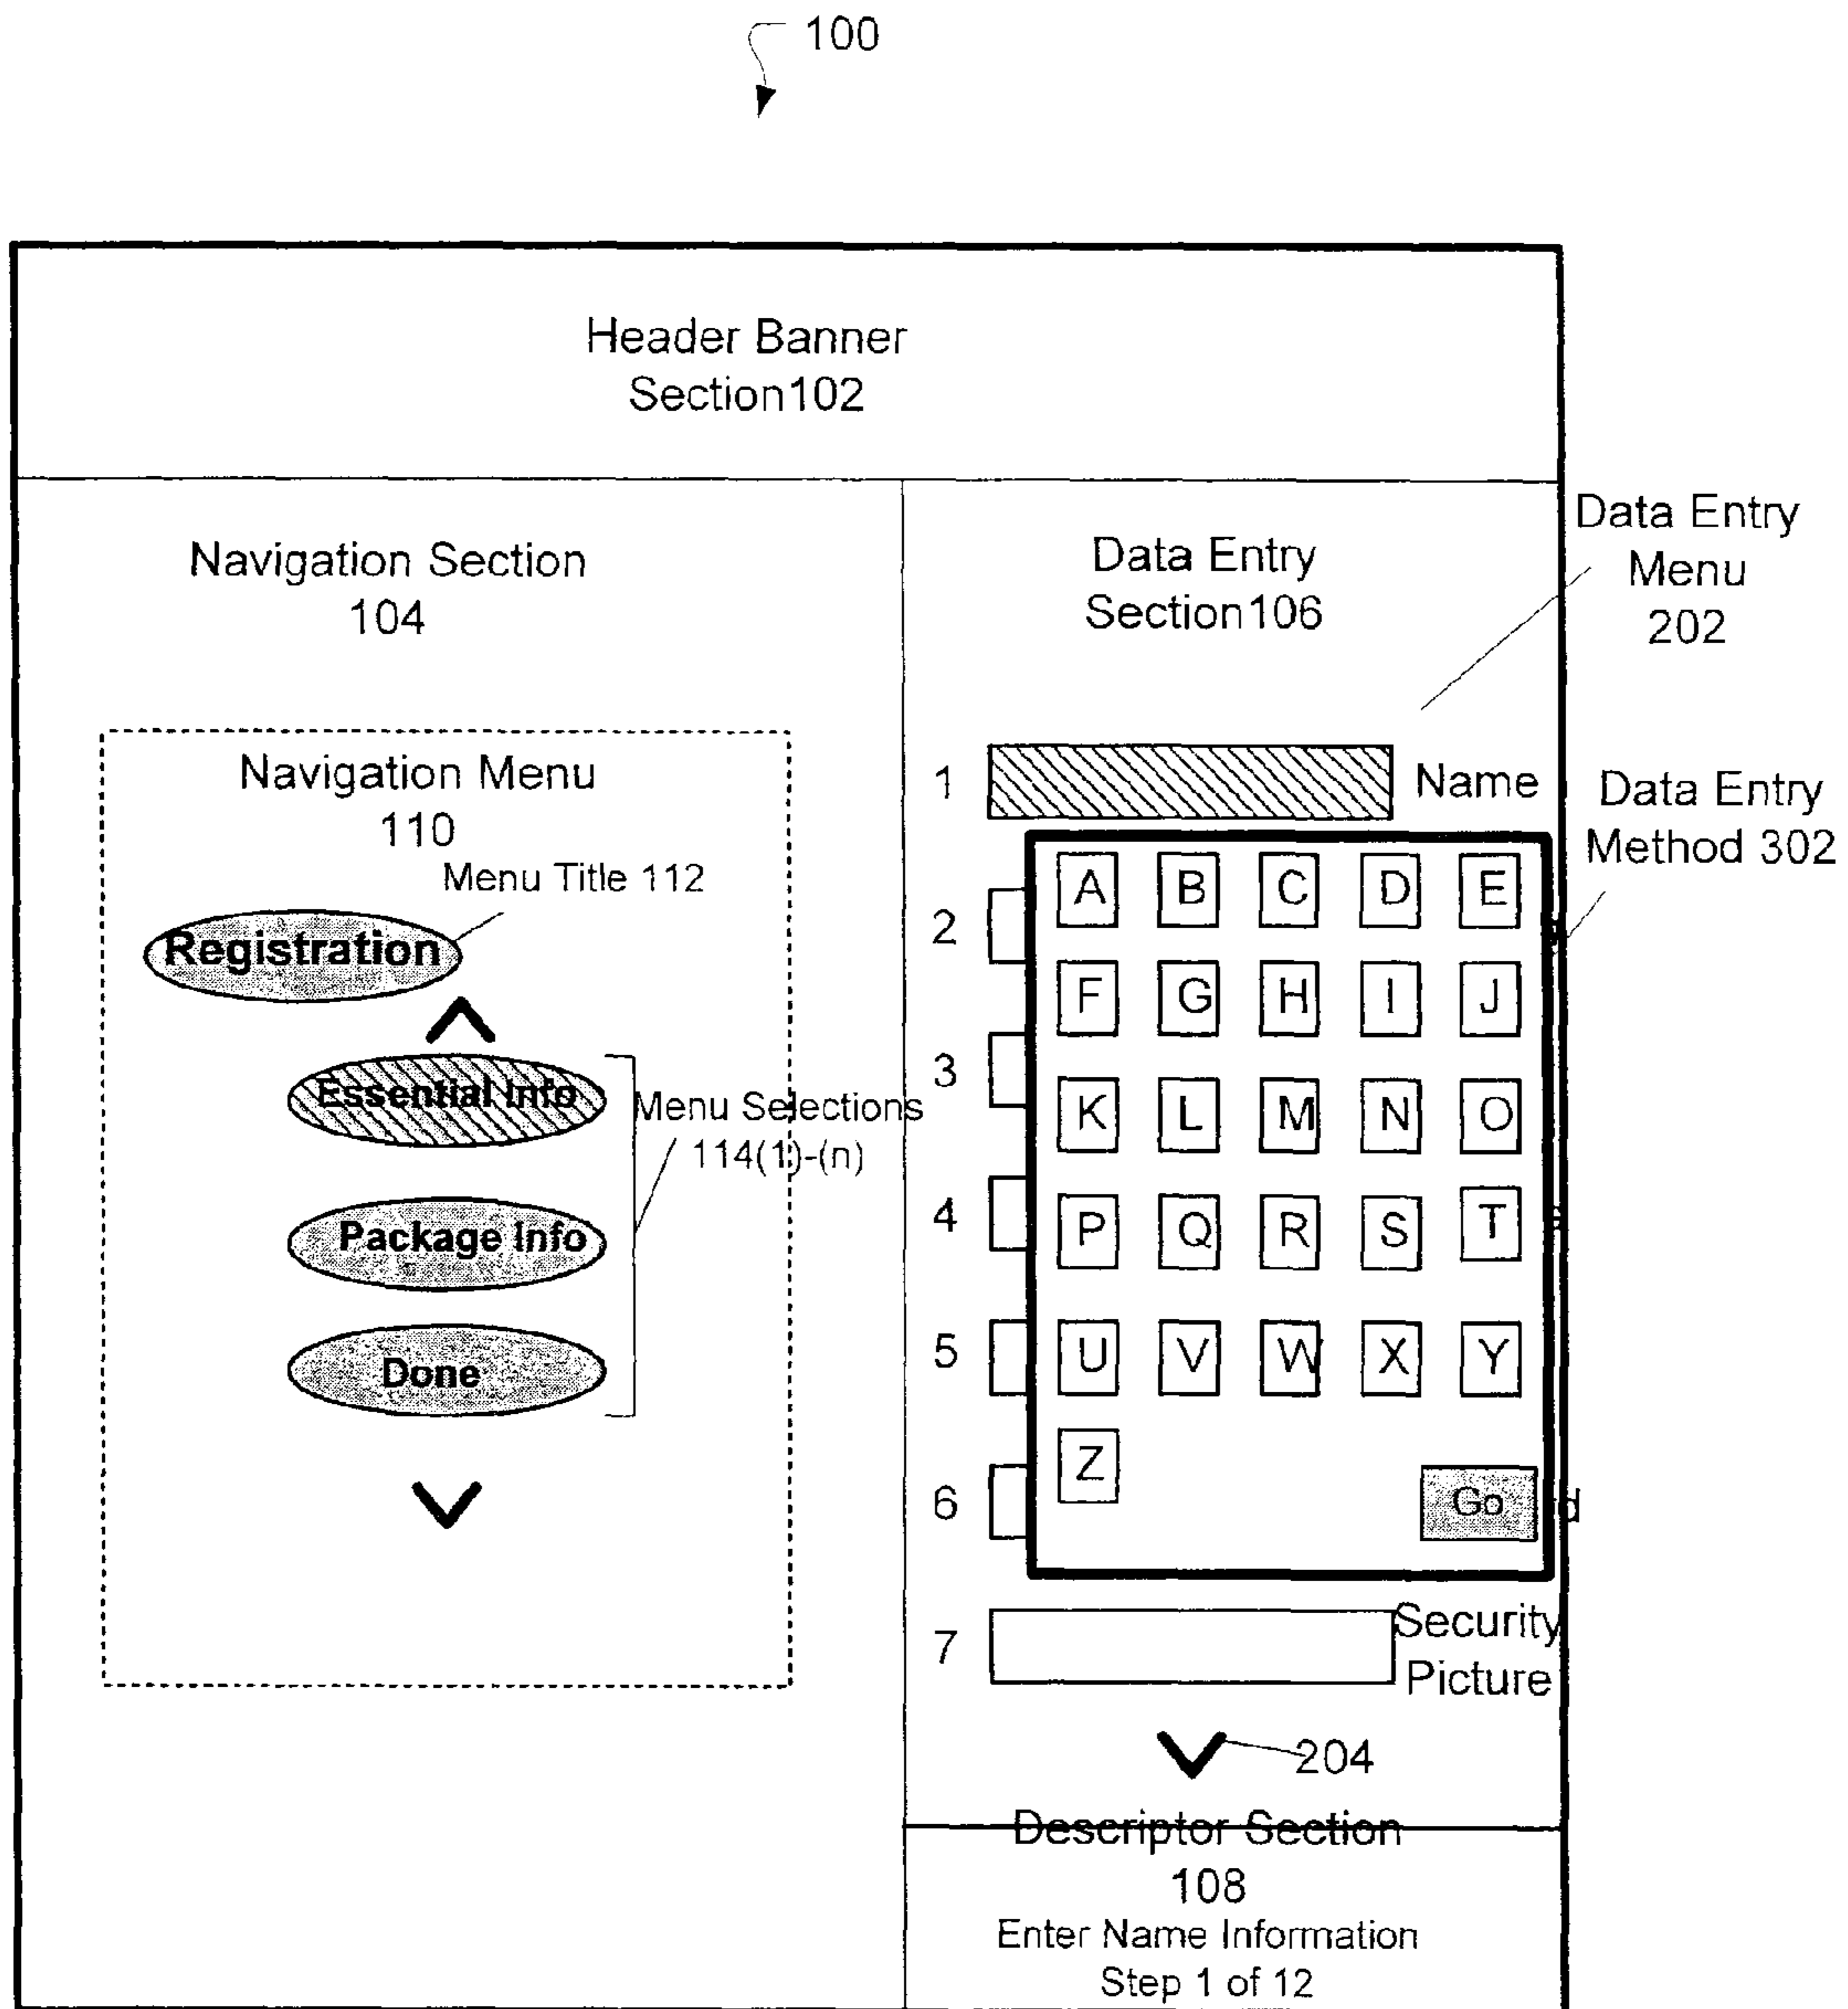 100
Header Banner
Section102
Navigation Section
104
Navigation Menu
110
Menu Title 112
Registration
Essential Info
Package Info
Done
Menu Selections
114(1)-(n)
Data Entry
Section106
Data Entry
Menu
202
1
Name
Data Entry
Method 302
2
3
4
5
6
A B C D E
F G H I J
K L M N O
P Q R S T
U V W X Y
Z
Go
d
7
Security
Picture
204
Descriptor Section
108
Enter Name Information
Step 1 of 12